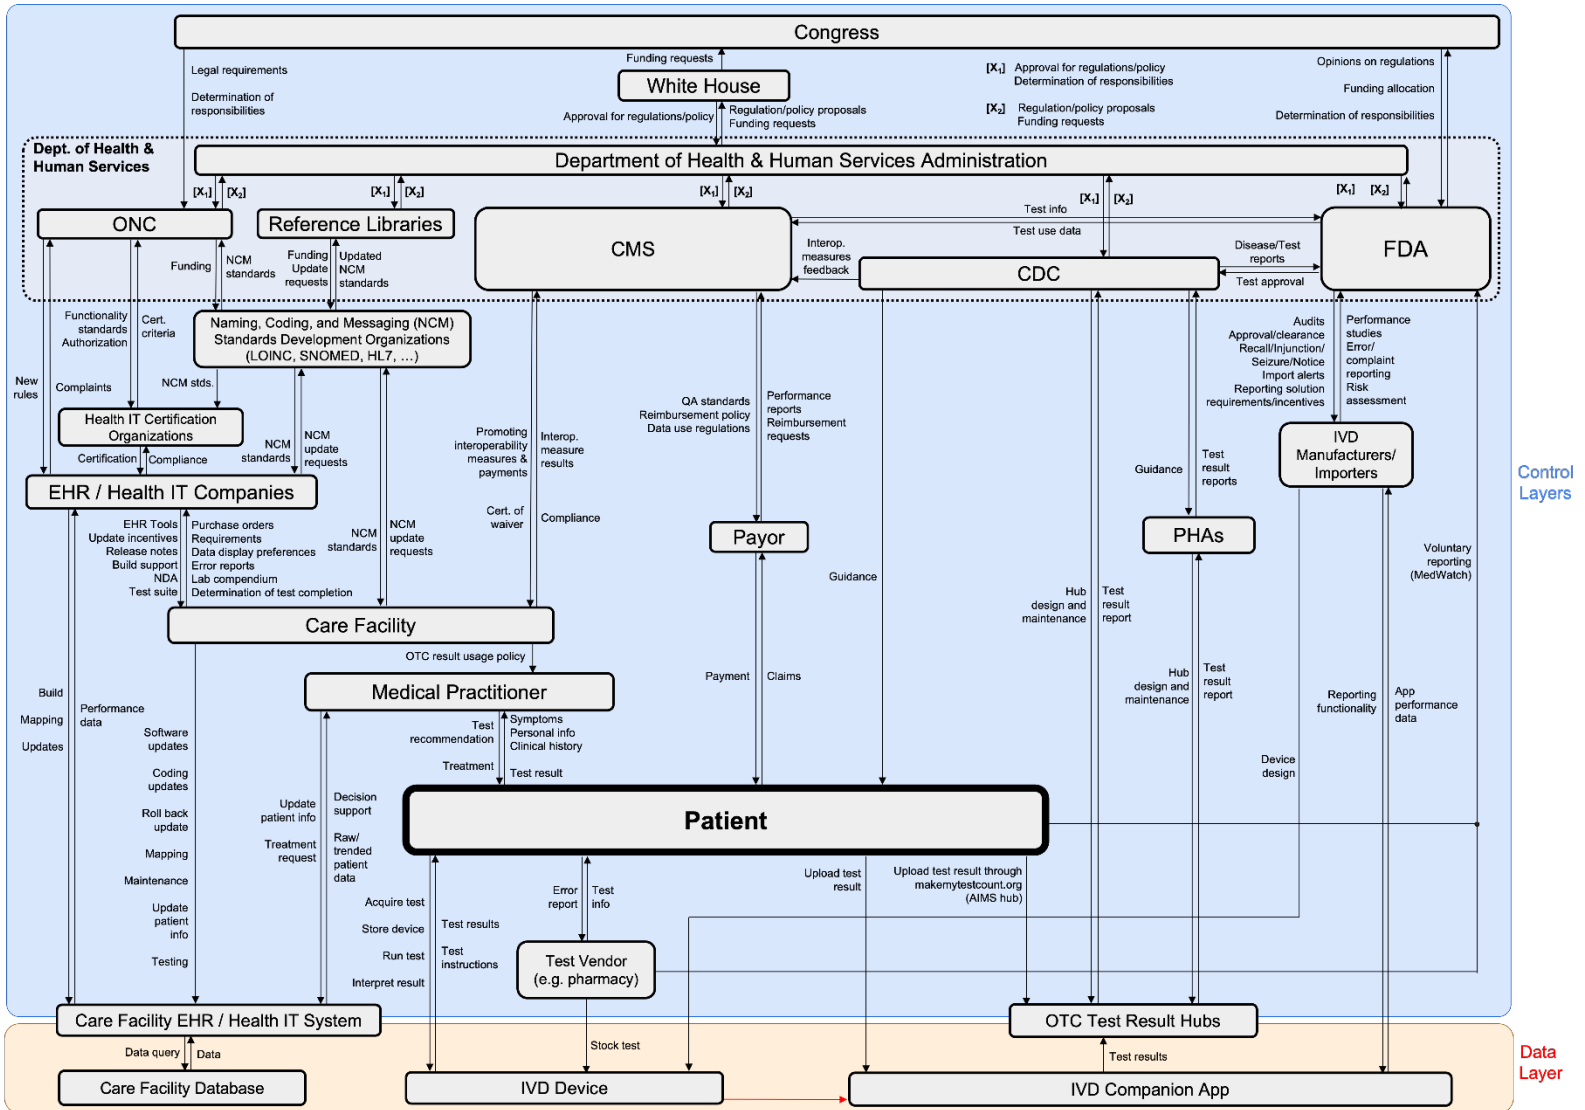 Congress
Funding requests
Legal requirements
Determination of
responsibilities
White House
[X₁] Approval for regulations/policy
Determination of responsibilities
[X₂] Regulation/policy proposals
Funding requests
Opinions on regulations
Funding allocation
Determination of responsibilities
Approval for regulations/policy
Regulation/policy proposals
Funding requests
Dept. of Health &
Human Services
Department of Health & Human Services Administration
[X₁] [X₂]
[X₁] [X₂]
[X₁] [X₂]
[X₁] [X₂]
[X₁] [X₂]
ONC
Reference Libraries
CMS
Test info
Test use data
FDA
Interop.
measures
feedback
CDC
Disease/Test
reports
Test approval
Funding
NCM
standards
Funding
Update
requests
Updated
NCM
standards
Functionality
standards
Authorization
Cert.
criteria
Naming, Coding, and Messaging (NCM)
Standards Development Organizations
(LOINC, SNOMED, HL7, ...)
New
rules
Complaints
NCM stds.
Health IT Certification
Organizations
Certification
Compliance
NCM
standards
NCM
update
requests
EHR / Health IT Companies
Promoting
interoperability
measures &
payments
Interop.
measure
results
Cert. of
waiver
Compliance
QA standards
Reimbursement policy
Data use regulations
Performance
reports
Reimbursement
requests
Audits
Approval/clearance
Recall/Injunction/
Seizure/Notice
Import alerts
Reporting solution
requirements/incentives
Performance
studies
Error/
complaint
reporting
Risk
assessment
IVD
Manufacturers/
Importers
Guidance
Test
result
reports
Control
Layers
EHR Tools
Update incentives
Release notes
Build support
NDA
Test suite
Purchase orders
Requirements
Data display preferences
Error reports
Lab compendium
Determination of test completion
NCM
standards
NCM
update
requests
Payor
PHAs
Voluntary
reporting
(MedWatch)
Guidance
Hub
design and
maintenance
Test
result
report
Care Facility
OTC result usage policy
Medical Practitioner
Payment
Claims
Hub
design and
maintenance
Test
result
report
Build
Mapping
Updates
Performance
data
Software
updates
Coding
updates
Roll back
update
Mapping
Maintenance
Update
patient
info
Testing
Test
recommendation
Treatment
Symptoms
Personal info
Clinical history
Test result
Reporting
functionality
App
performance
data
Device
design
Update
patient info
Treatment
request
Decision
support
Raw/
trended
patient
data
Patient
Acquire test
Store device
Run test
Interpret result
Test results
Test
instructions
Error
report
Test
info
Upload test
result
Upload test result through
makemytestcount.org
(AIMS hub)
Test Vendor
(e.g. pharmacy)
Care Facility EHR / Health IT System
OTC Test Result Hubs
Data query
Data
Stock test
Test results
Data
Layer
Care Facility Database
IVD Device
IVD Companion App